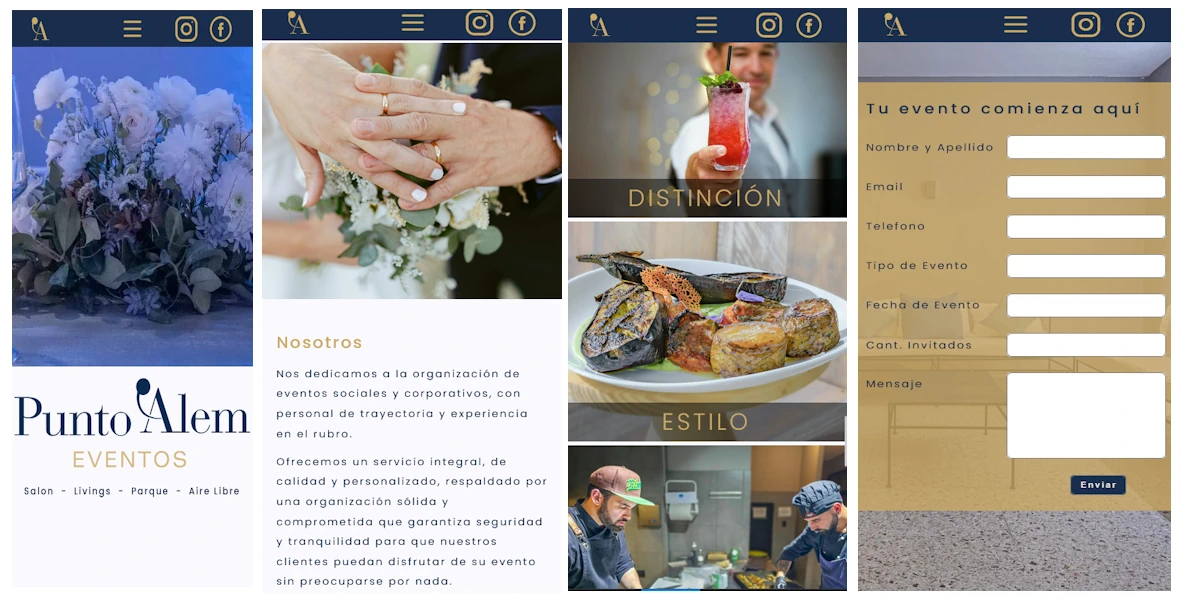 Punto Alem
EVENTOS
Salon - Livings - Parque - Aire Libre
Nosotros
Nos dedicamos a la organización de
eventos sociales y corporativos, con
personal de trayectoria y experiencia
en el rubro.
Ofrecemos un servicio integral, de
calidad y personalizado, respaldado por
una organización sólida y
comprometida que garantiza seguridad
y tranquilidad para que nuestros
clientes puedan disfrutar de su evento
sin preocuparse por nada.
DISTINCIÓN
ESTILO
Tu evento comienza aquí
Nombre y Apellido
Email
Telefono
Tipo de Evento
Fecha de Evento
Cant. Invitados
Mensaje
Enviar